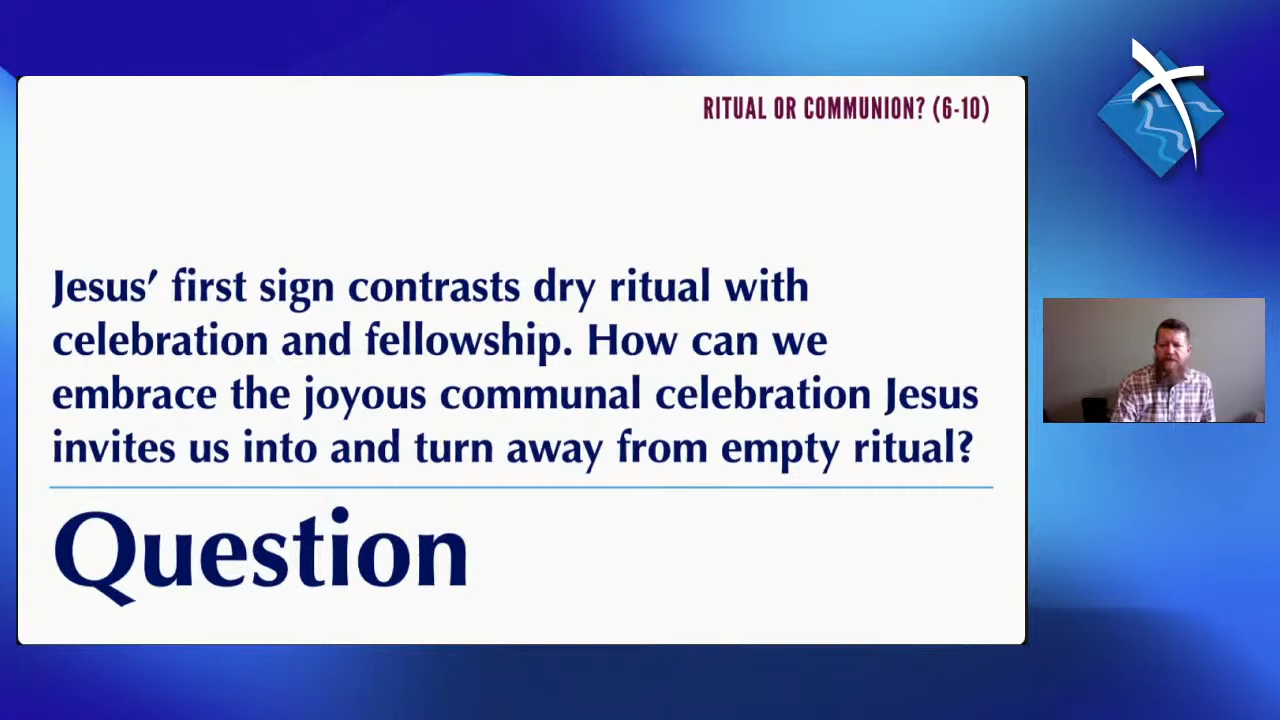 RITUAL OR COMMUNION? (6-10)
Jesus’ first sign contrasts dry ritual with
celebration and fellowship. How can we
embrace the joyous communal celebration Jesus
invites us into and turn away from empty ritual?
Question